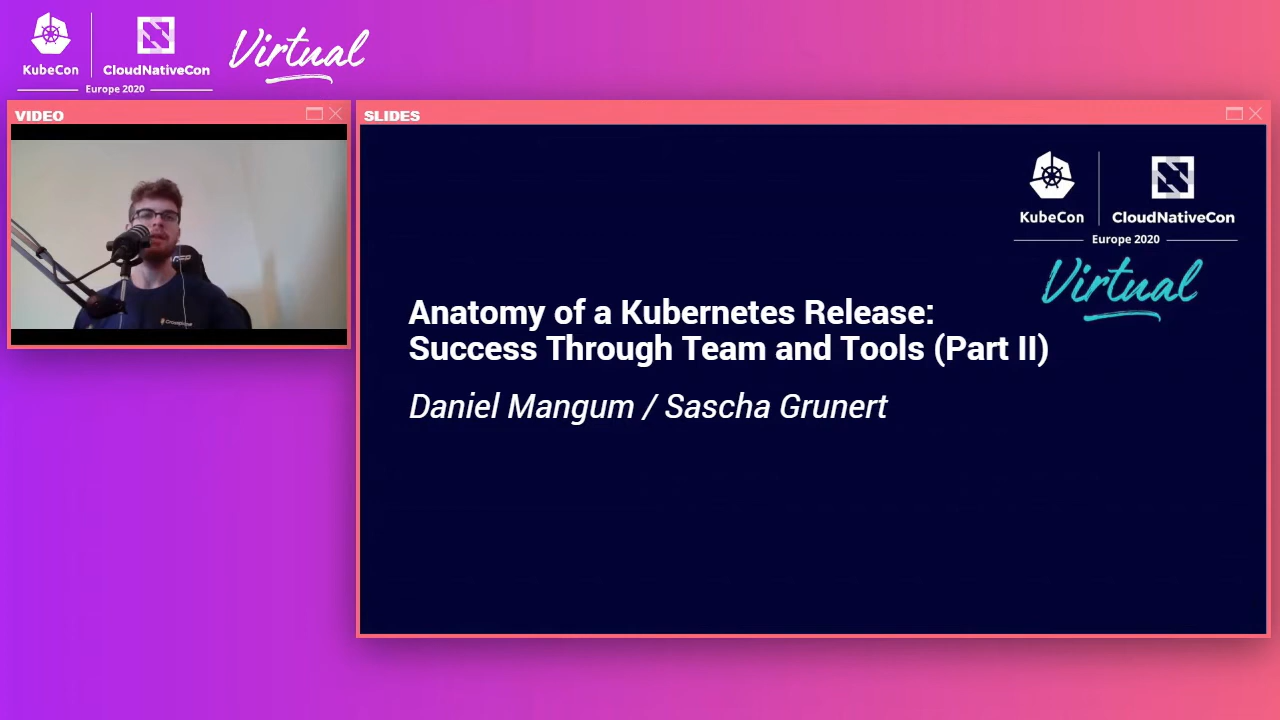 KubeCon
CloudNativeCon
Europe 2020
Virtual
VIDEO
SLIDES
KubeCon
CloudNativeCon
Europe 2020
Virtual
Anatomy of a Kubernetes Release:
Success Through Team and Tools (Part II)
Daniel Mangum / Sascha Grunert